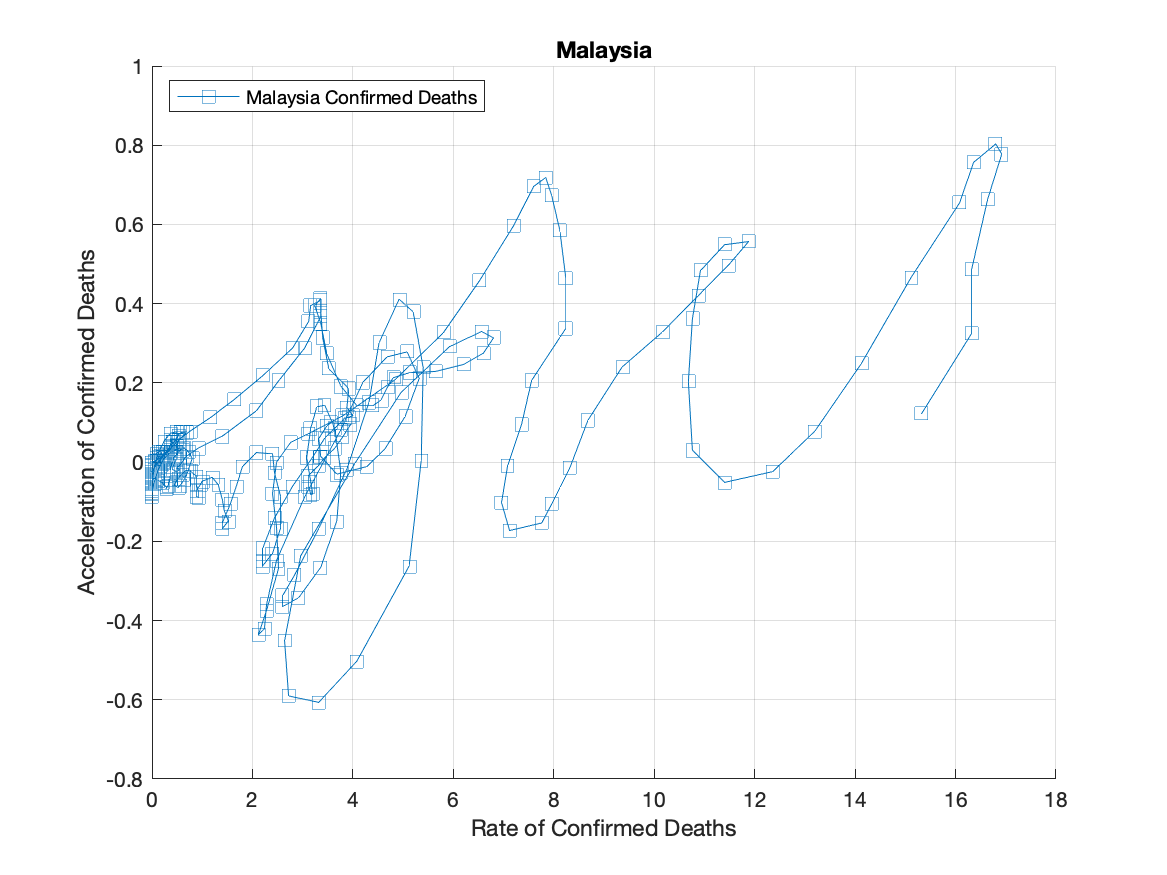 Malaysia
Malaysia Confirmed Deaths
Acceleration of Confirmed Deaths
1
0.8
0.6
0.4
0.2
0
-0.2
-0.4
-0.6
-0.8
0 2 4 6 8 10 12 14 16 18
Rate of Confirmed Deaths